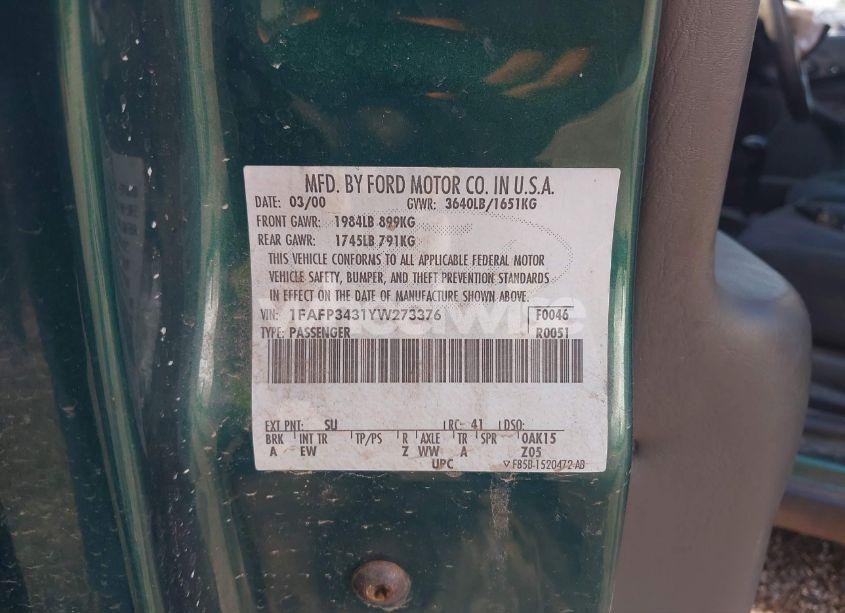 MFD. BY FORD MOTOR CO. IN U.S.A.
DATE: 03/00 GVWR: 3640LB/1651KG
FRONT GAWR: 1984LB 899KG
REAR GAWR: 1745LB 791KG
THIS VEHICLE CONFORMS TO ALL APPLICABLE FEDERAL MOTOR
VEHICLE SAFETY, BUMPER, AND THEFT PREVENTION STANDARDS
IN EFFECT ON THE DATE OF MANUFACTURE SHOWN ABOVE.
VIN: 1FAFP3431YW273376 F0046
TYPE: PASSENGER R0051
EXT PNT: SU RC: 41 DSO:
BRK INT TR TP/PS R AXLE TR SPR 0AK15
A EW Z WW A Z05
UPC ▽ F85B-1520472-AB